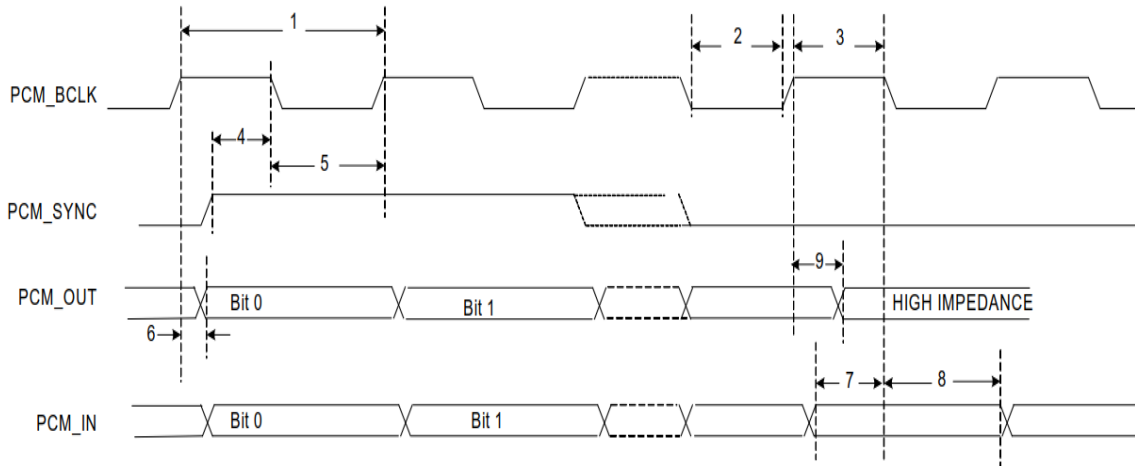 1
2
3
PCM_BCLK
4
5
PCM_SYNC
9
PCM_OUT
Bit 0
Bit 1
HIGH IMPEDANCE
6
7
8
PCM_IN
Bit 0
Bit 1